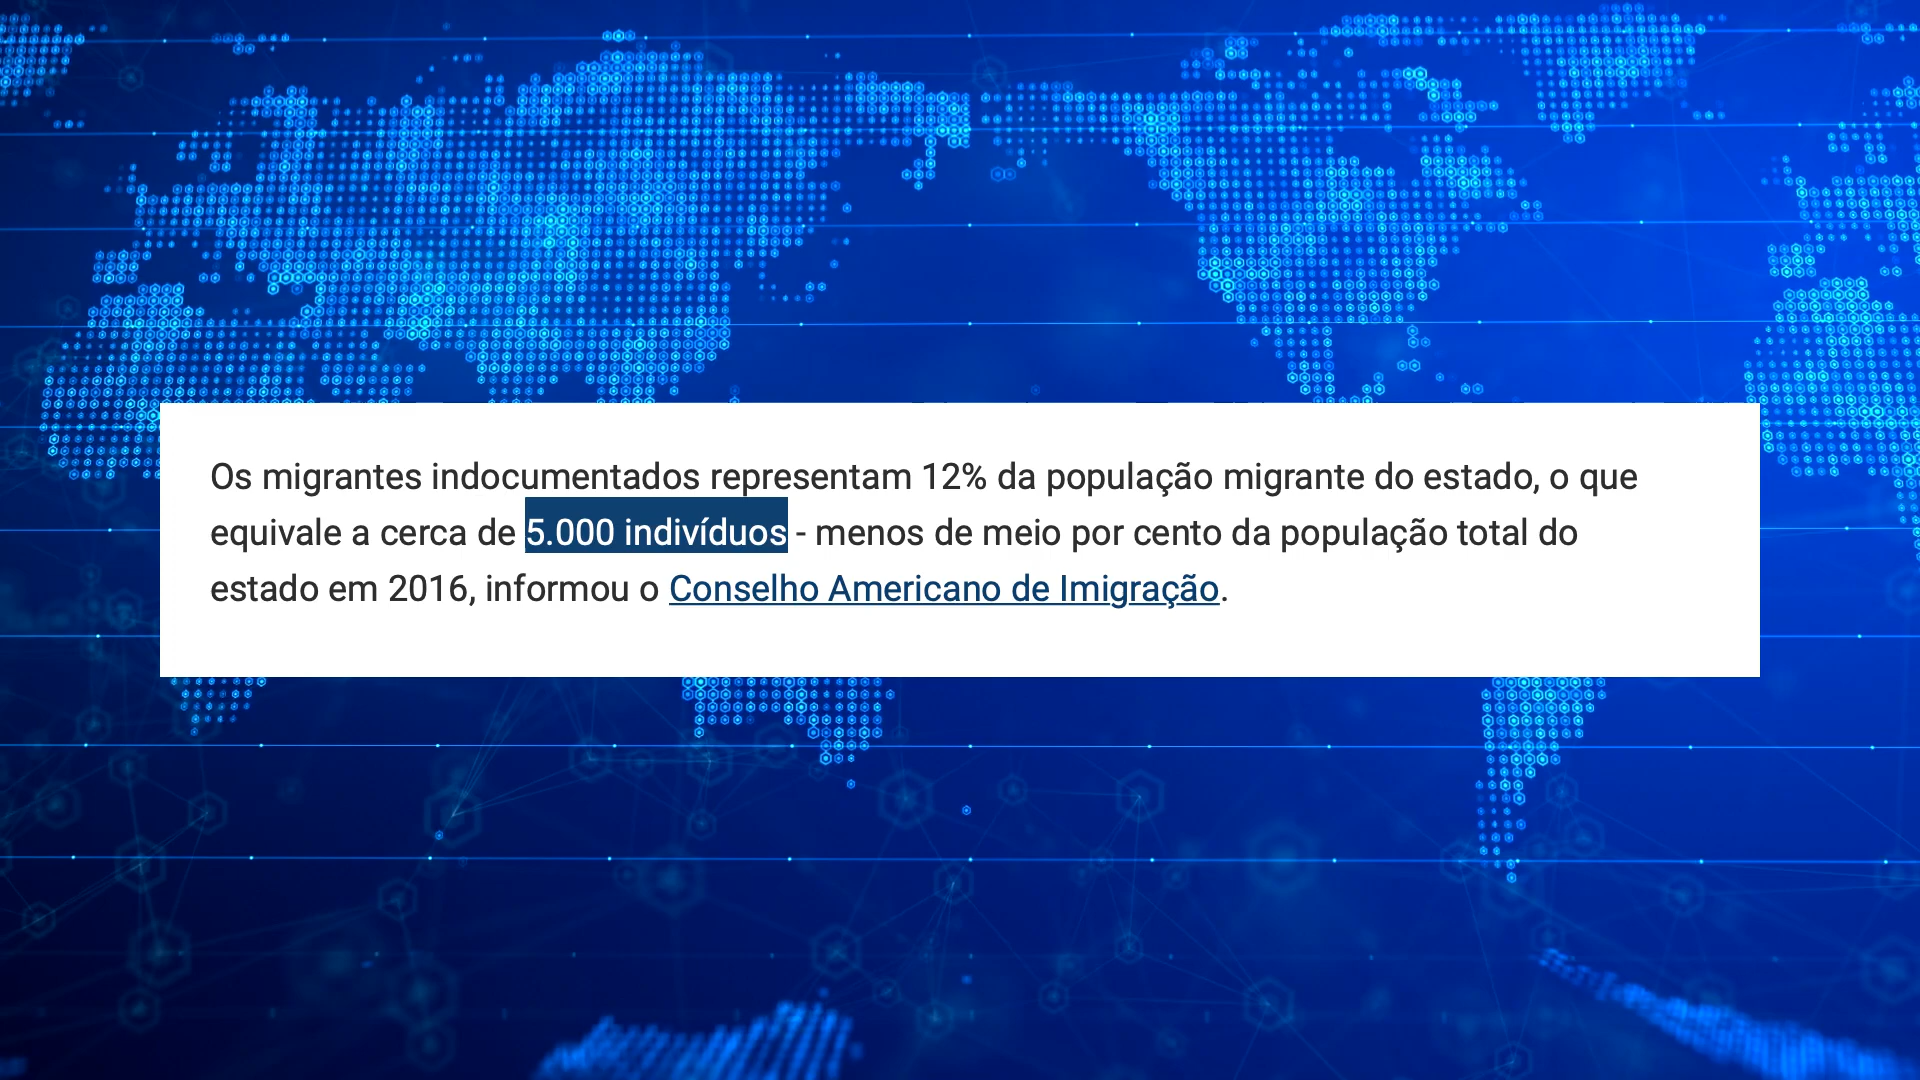 Os migrantes indocumentados representam 12% da população migrante do estado, o que
equivale a cerca de 5.000 indivíduos - menos de meio por cento da população total do
estado em 2016, informou o Conselho Americano de Imigração.